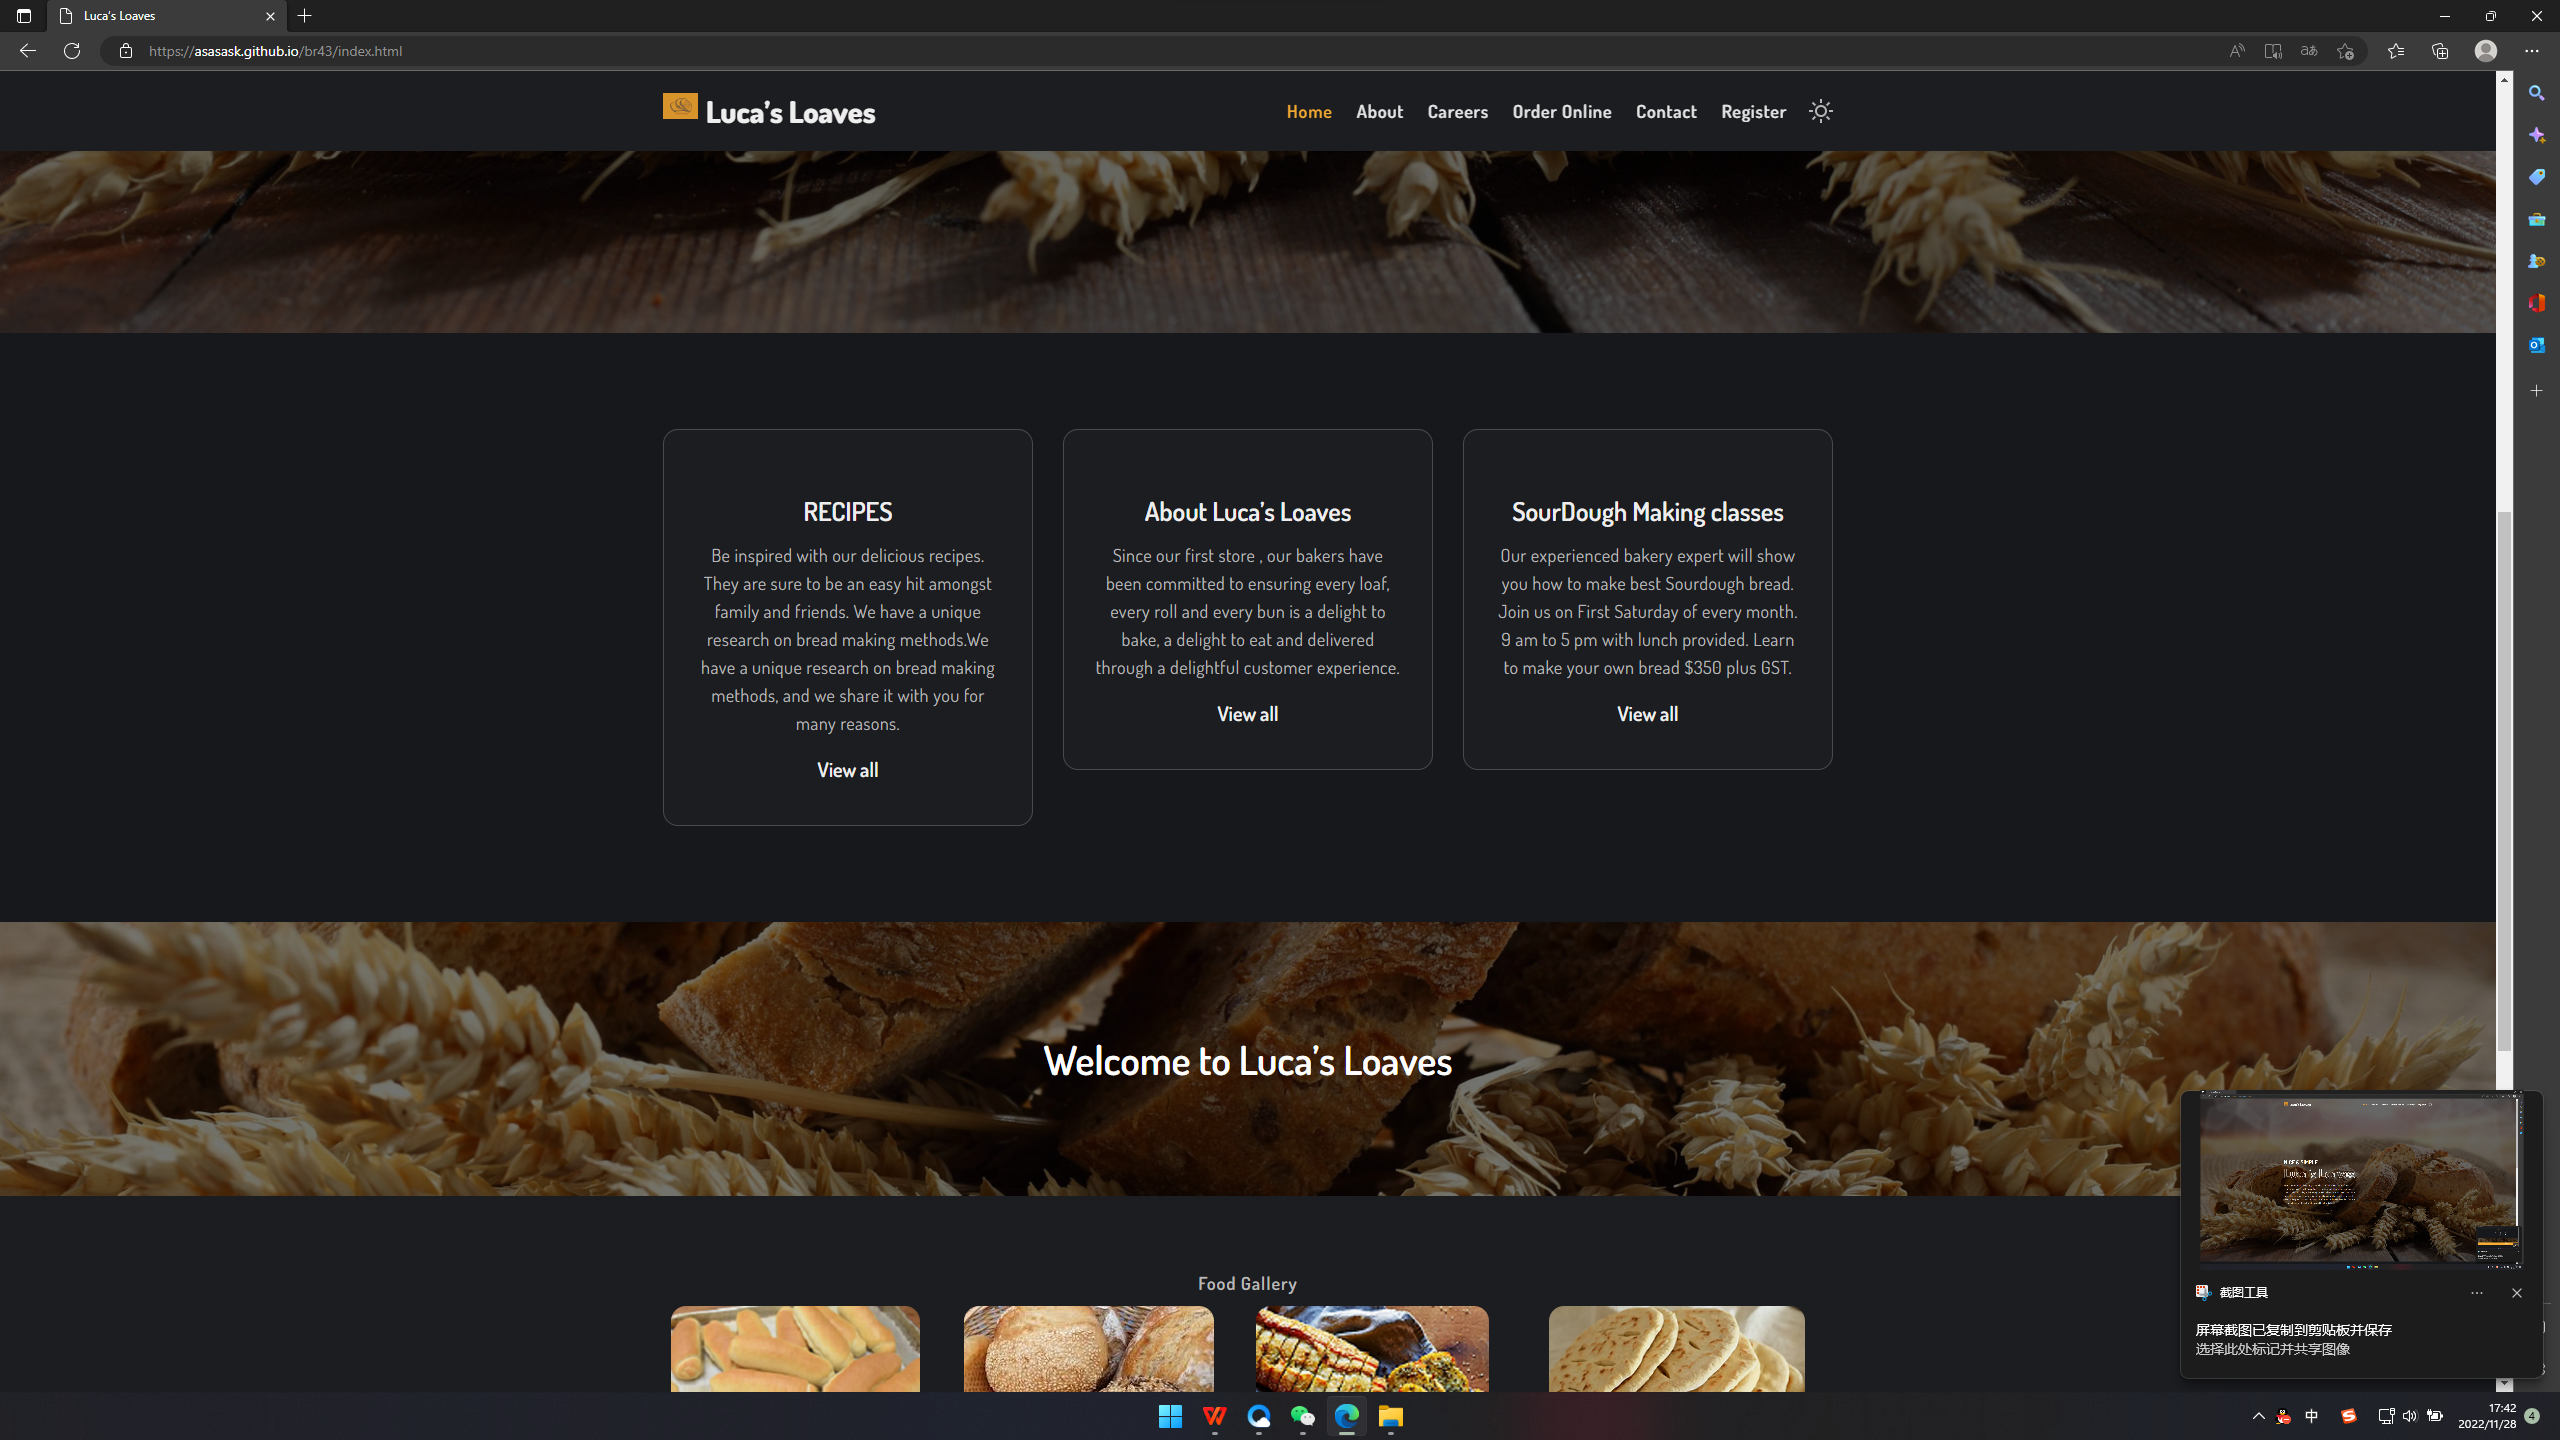 Luca's Loaves
https://asasask.github.io/br43/index.html
aあ
Luca's Loaves
Home About Careers Order Online Contact Register
RECIPES
Be inspired with our delicious recipes.
They are sure to be an easy hit amongst
family and friends. We have a unique
research on bread making methods.We
have a unique research on bread making
methods, and we share it with you for
many reasons.
View all
About Luca's Loaves
Since our first store , our bakers have
been committed to ensuring every loaf,
every roll and every bun is a delight to
bake, a delight to eat and delivered
through a delightful customer experience.
View all
SourDough Making classes
Our experienced bakery expert will show
you how to make best Sourdough bread.
Join us on First Saturday of every month.
9 am to 5 pm with lunch provided. Learn
to make your own bread $350 plus GST.
View all
Welcome to Luca's Loaves
Food Gallery
截图工具
屏幕截图已复制到剪贴板并保存
选择此处标记并共享图像
中
17:42
2022/11/28
4